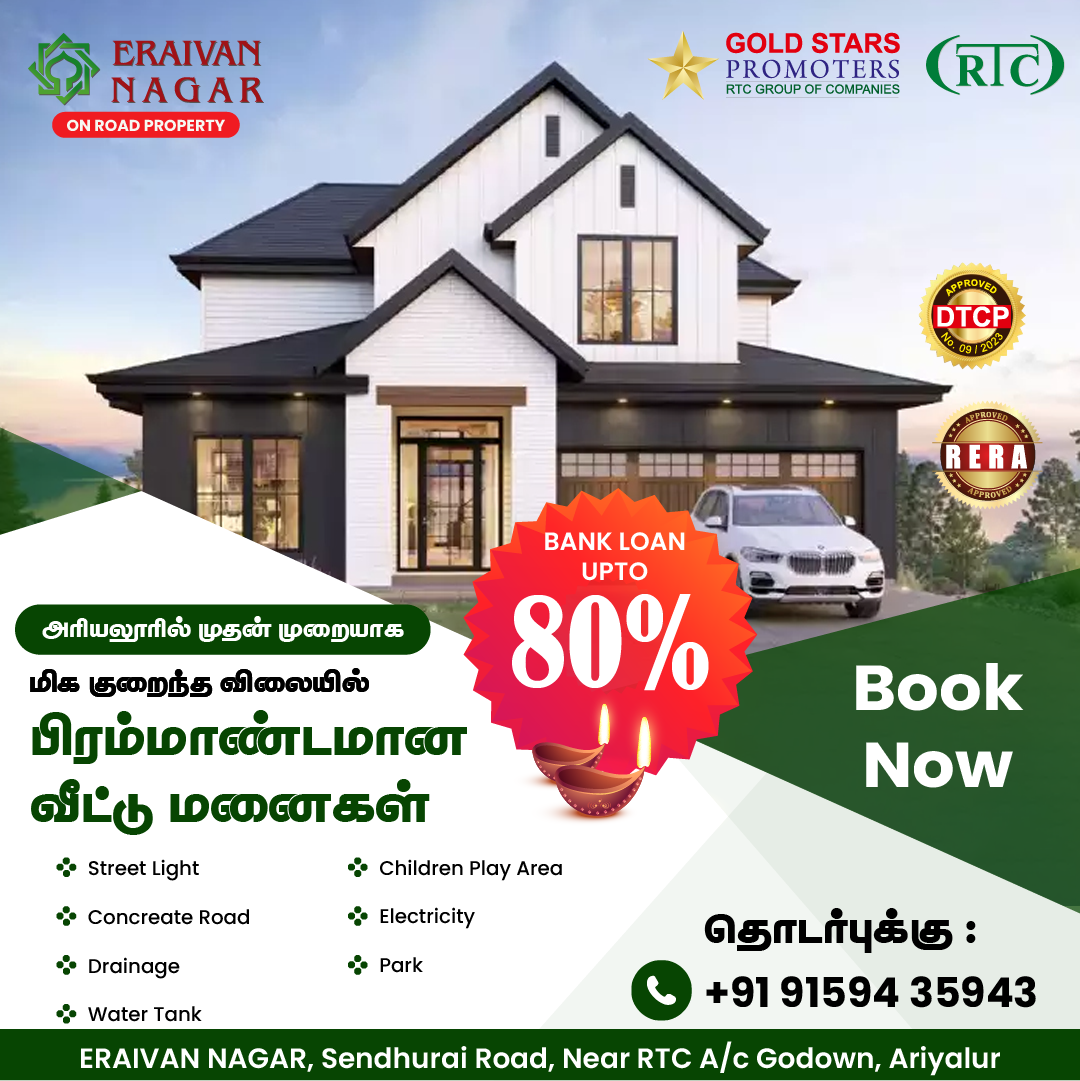 ERAIVAN
NAGAR
ON ROAD PROPERTY
GOLD STARS
PROMOTERS
RTC GROUP OF COMPANIES
RTC
APPROVED
DTCP
No. 09 / 2023
APPROVED
RERA
APPROVED
BANK LOAN
UPTO
80%
அரியலூரில் முதன் முறையாக
மிக குறைந்த விலையில்
பிரம்மாண்டமான
வீட்டு மனைகள்
Book
Now
Street Light
Concreate Road
Drainage
Water Tank
Children Play Area
Electricity
Park
தொடர்புக்கு :
+91 91594 35943
ERAIVAN NAGAR, Sendhurai Road, Near RTC A/c Godown, Ariyalur